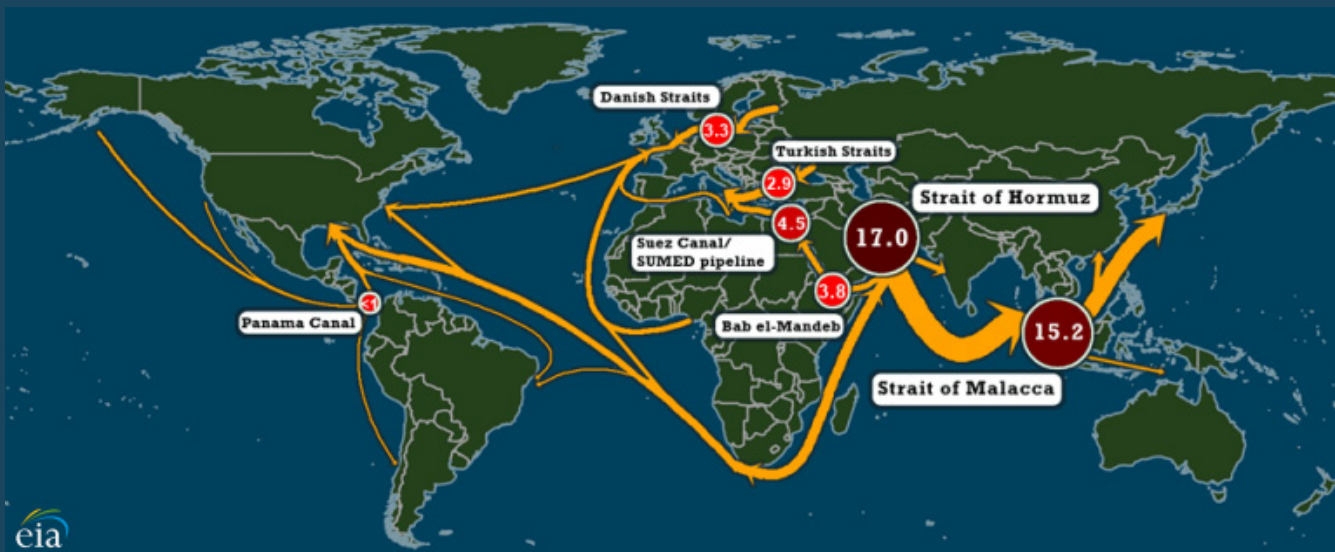 Danish Straits
3.3
Turkish Straits
2.9
Strait of Hormuz
17.0
4.5
Suez Canal/
SUMED pipeline
3.8
Bab el-Mandeb
<1
Panama Canal
15.2
Strait of Malacca
eia